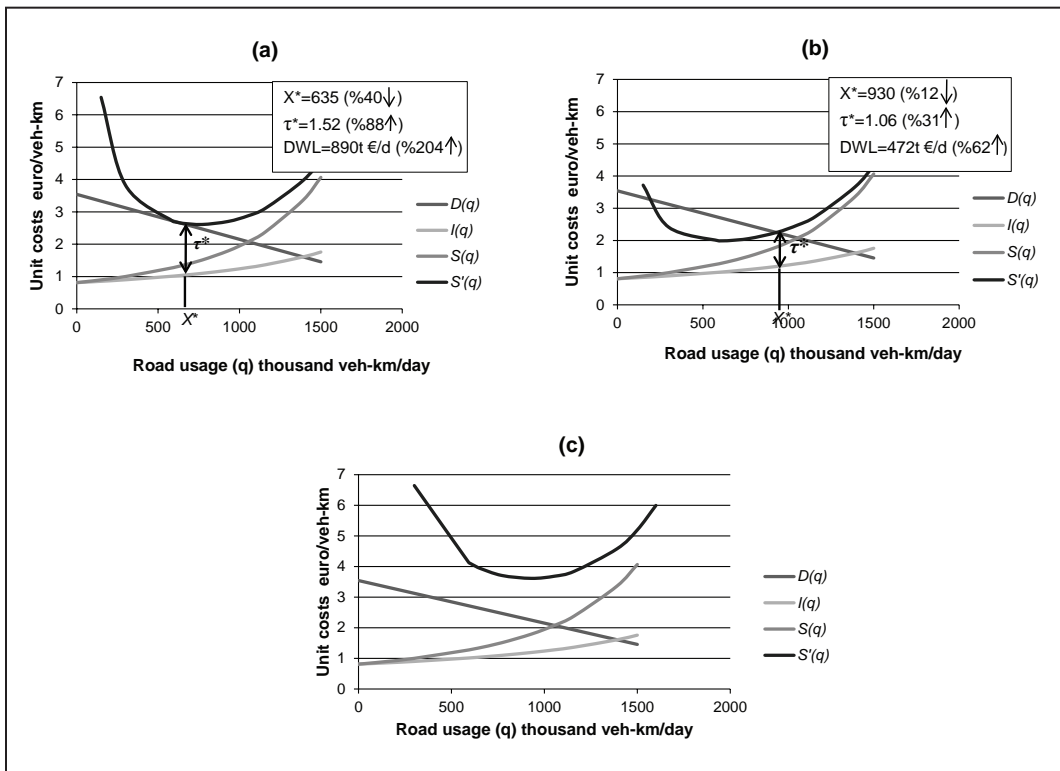 (a)
Unit costs euro/veh-km
7
6
5
4
3
2
1
0
0 500 1000 1500 2000
X*=635 (%40↓)
τ*=1.52 (%88↑)
DWL=890t €/d (%204↑)
τ*
X*
D(q)
I(q)
S(q)
S'(q)
Road usage (q) thousand veh-km/day
(b)
Unit costs euro/veh-km
7
6
5
4
3
2
1
0
0 500 1000 1500 2000
X*=930 (%12↓)
τ*=1.06 (%31↑)
DWL=472t €/d (%62↑)
τ*
X*
D(q)
I(q)
S(q)
S'(q)
Road usage (q) thousand veh-km/day
(c)
Unit costs euro/veh-km
7
6
5
4
3
2
1
0
0 500 1000 1500 2000
D(q)
I(q)
S(q)
S'(q)
Road usage (q) thousand veh-km/day